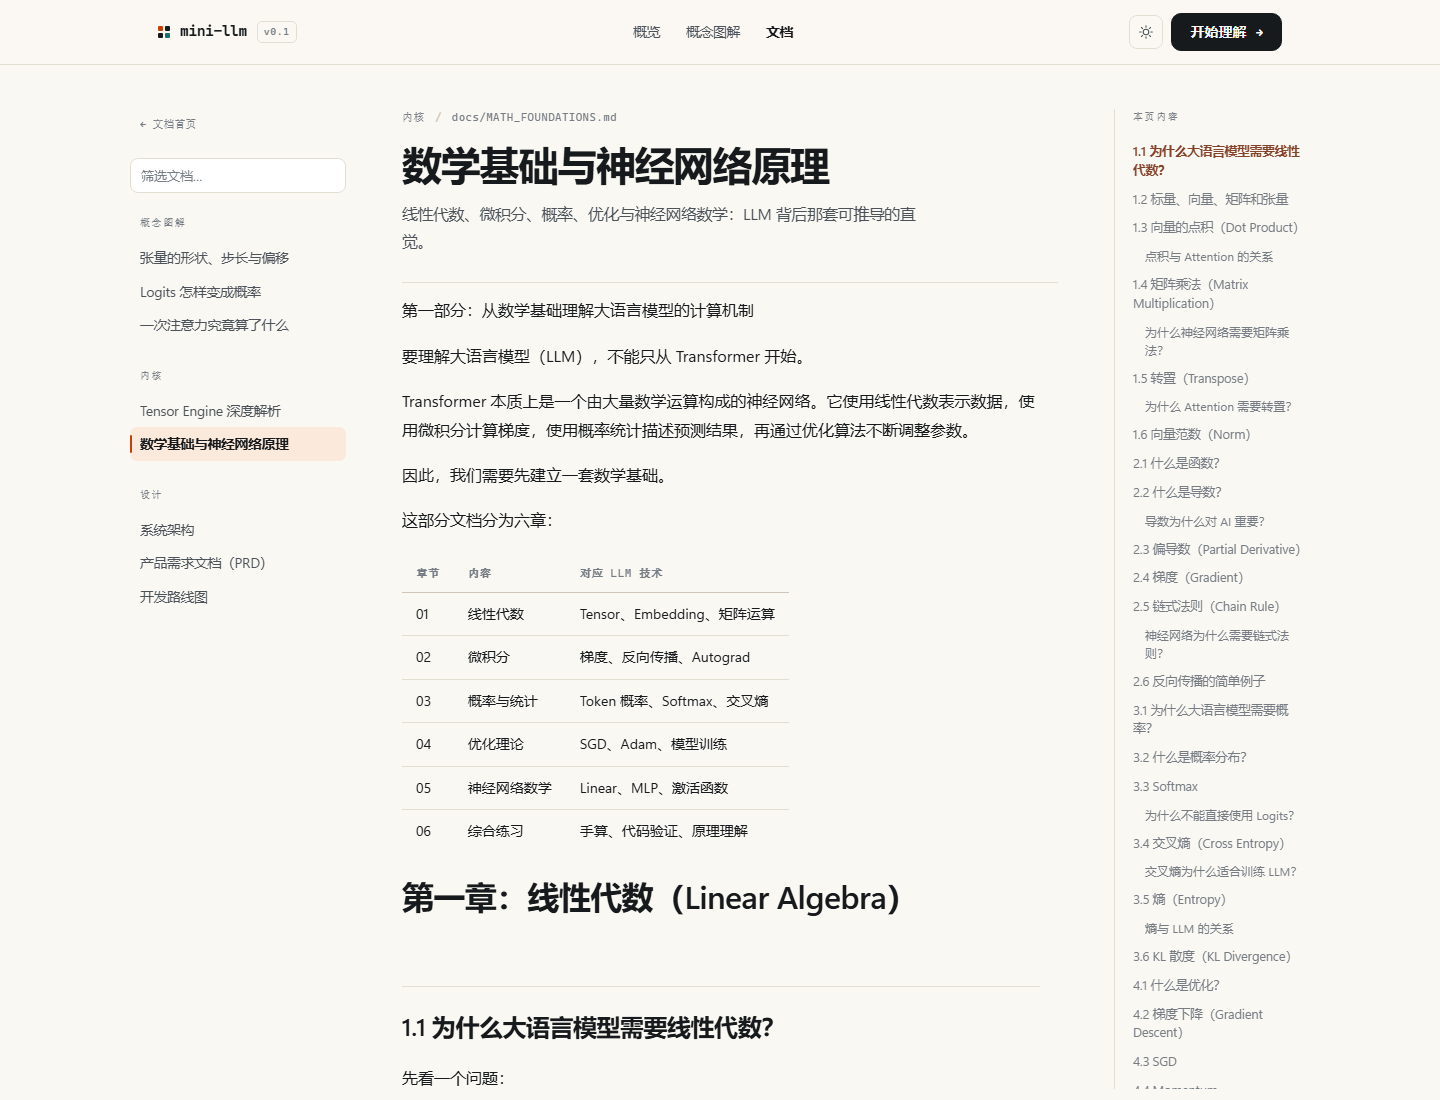 mini-llm v0.1
概览 概念图解 文档
开始理解 →
← 文档首页
筛选文档...
概念图解
张量的形状、步长与偏移
Logits 怎样变成概率
一次注意力究竟算了什么
内核
Tensor Engine 深度解析
数学基础与神经网络原理
设计
系统架构
产品需求文档（PRD）
开发路线图
内核 / docs/MATH_FOUNDATIONS.md
数学基础与神经网络原理
线性代数、微积分、概率、优化与神经网络数学：LLM 背后那套可推导的直
觉。
第一部分：从数学基础理解大语言模型的计算机制
要理解大语言模型（LLM），不能只从 Transformer 开始。
Transformer 本质上是一个由大量数学运算构成的神经网络。它使用线性代数表示数据，使
用微积分计算梯度，使用概率统计描述预测结果，再通过优化算法不断调整参数。
因此，我们需要先建立一套数学基础。
这部分文档分为六章：
章节 内容 对应 LLM 技术
01 线性代数 Tensor、Embedding、矩阵运算
02 微积分 梯度、反向传播、Autograd
03 概率与统计 Token 概率、Softmax、交叉熵
04 优化理论 SGD、Adam、模型训练
05 神经网络数学 Linear、MLP、激活函数
06 综合练习 手算、代码验证、原理理解
第一章：线性代数（Linear Algebra）
1.1 为什么大语言模型需要线性代数？
先看一个问题：
本页内容
1.1 为什么大语言模型需要线性
代数？
1.2 标量、向量、矩阵和张量
1.3 向量的点积（Dot Product）
点积与 Attention 的关系
1.4 矩阵乘法（Matrix
Multiplication）
为什么神经网络需要矩阵乘
法？
1.5 转置（Transpose）
为什么 Attention 需要转置？
1.6 向量范数（Norm）
2.1 什么是函数？
2.2 什么是导数？
导数为什么对 AI 重要？
2.3 偏导数（Partial Derivative）
2.4 梯度（Gradient）
2.5 链式法则（Chain Rule）
神经网络为什么需要链式法
则？
2.6 反向传播的简单例子
3.1 为什么大语言模型需要概
率？
3.2 什么是概率分布？
3.3 Softmax
为什么不能直接使用 Logits？
3.4 交叉熵（Cross Entropy）
交叉熵为什么适合训练 LLM？
3.5 熵（Entropy）
熵与 LLM 的关系
3.6 KL 散度（KL Divergence）
4.1 什么是优化？
4.2 梯度下降（Gradient
Descent）
4.3 SGD
4.4 Momentum